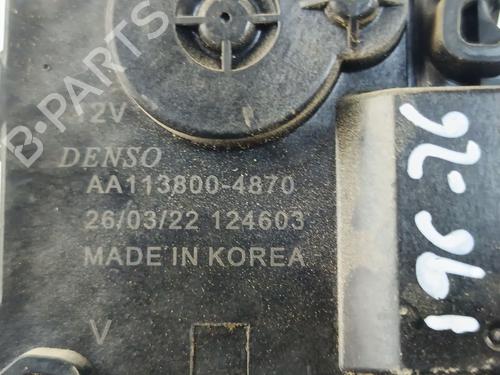 B-PARTS
12V
DENSO
AA113800-4870
26/03/22 124603
MADE IN KOREA
V